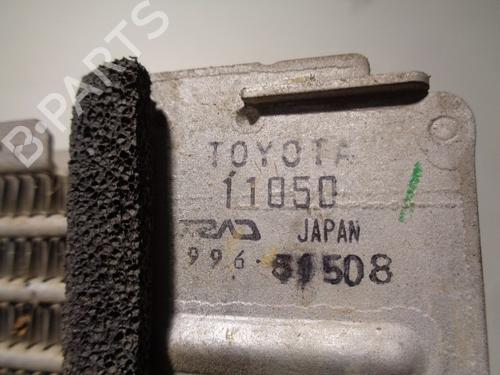 B-PARTS
TOYOTA
11050
TRAD JAPAN
996-
508